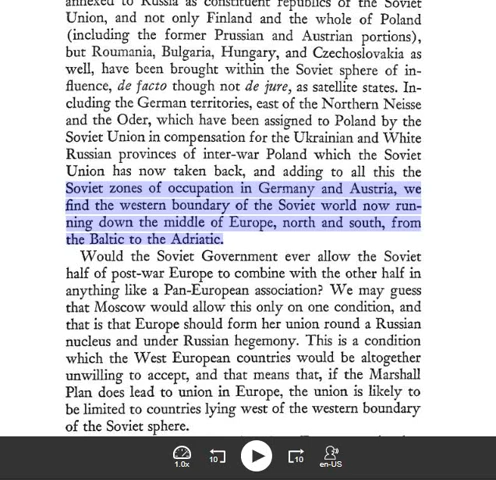 annexed to Russia as constituent republics of the Soviet
Union, and not only Finland and the whole of Poland
(including the former Prussian and Austrian portions),
but Roumania, Bulgaria, Hungary, and Czechoslovakia as
well, have been brought within the Soviet sphere of in-
fluence, de facto though not de jure, as satellite states. In-
cluding the German territories, east of the Northern Neisse
and the Oder, which have been assigned to Poland by the
Soviet Union in compensation for the Ukrainian and White
Russian provinces of inter-war Poland which the Soviet
Union has now taken back, and adding to all this the
Soviet zones of occupation in Germany and Austria, we
find the western boundary of the Soviet world now run-
ning down the middle of Europe, north and south, from
the Baltic to the Adriatic.
Would the Soviet Government ever allow the Soviet
half of post-war Europe to combine with the other half in
anything like a Pan-European association? We may guess
that Moscow would allow this only on one condition, and
that is that Europe should form her union round a Russian
nucleus and under Russian hegemony. This is a condition
which the West European countries would be altogether
unwilling to accept, and that means that, if the Marshall
Plan does lead to union in Europe, the union is likely to
be limited to countries lying west of the western boundary
of the Soviet sphere.
1.0x 10 10 en-US